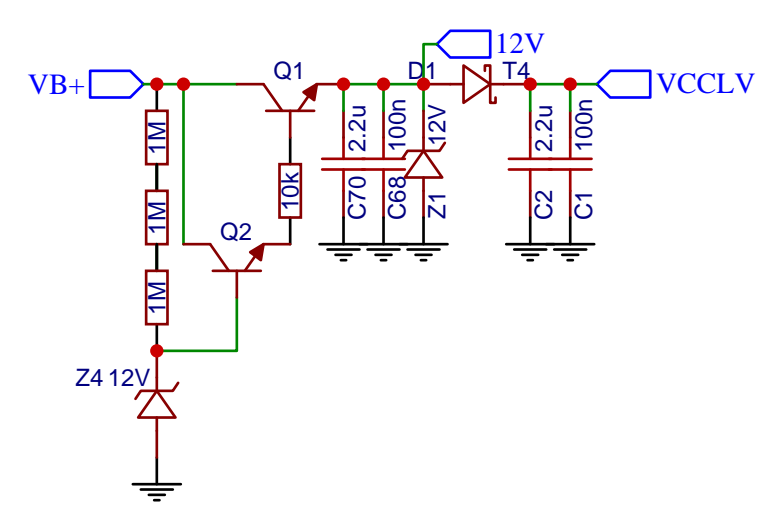 12V
VB+
Q1
D1
T4
VCCLV
1M
2.2u
100n
12V
2.2u
100n
1M
10k
C70
C68
Z1
C2
C1
Q2
1M
Z4 12V